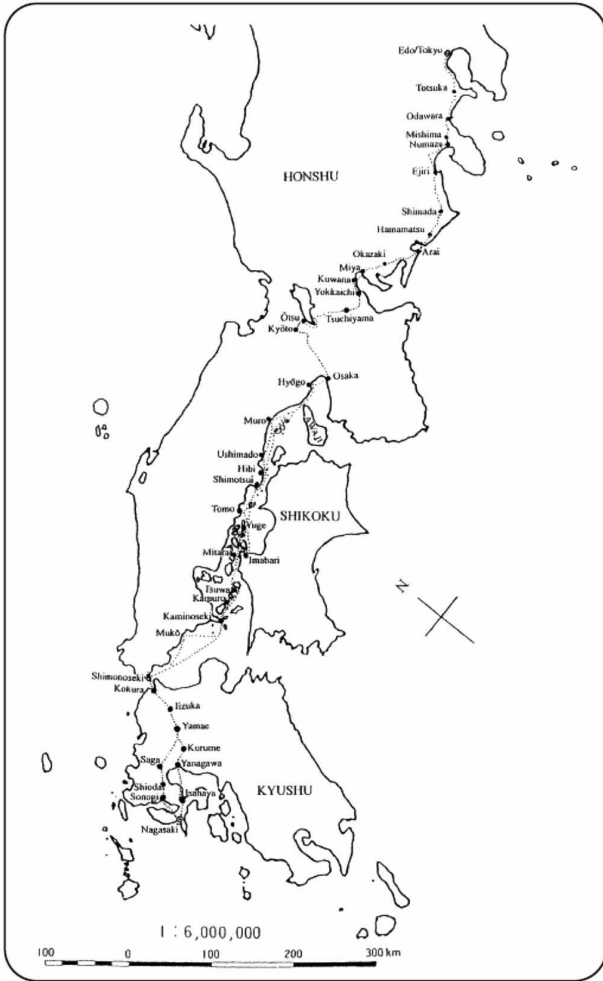 Edo/Tokyo
Totsuka
Odawara
Mishima
Numazu
Ejiri
HONSHU
Shimada
Hamamatsu
Arai
Okazaki
Miya
Kuwana
Yokkaichi
Ōtsu
Tsuchiyama
Kyōto
Osaka
Hyōgo
AWAJI
Muro
Ushimado
Hibi
Shimotsui
Tomo
SHIKOKU
Yuge
Mitarai
Imabari
N
Tsuwa
Kamuro
Kaminoseki
Mukō
Shimonoseki
Kokura
Iizuka
Yamae
Kurume
Saga
Yanagawa
Shioda
KYUSHU
Sonogi
Isahaya
Nagasaki
1 : 6,000,000
100 0 100 200 300 km